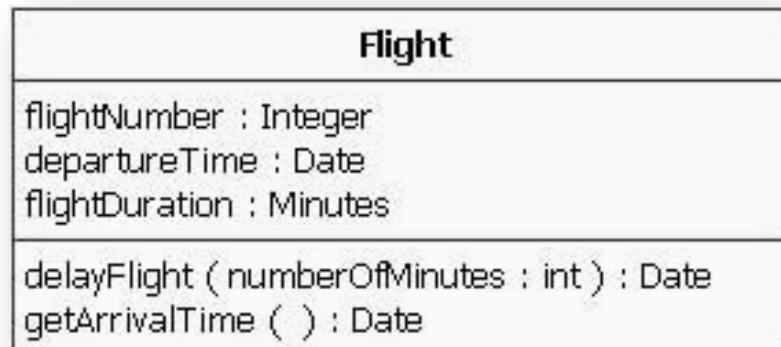 Flight
flightNumber : Integer
departureTime : Date
flightDuration : Minutes
delayFlight ( numberOfMinutes : int ) : Date
getArrivalTime ( ) : Date